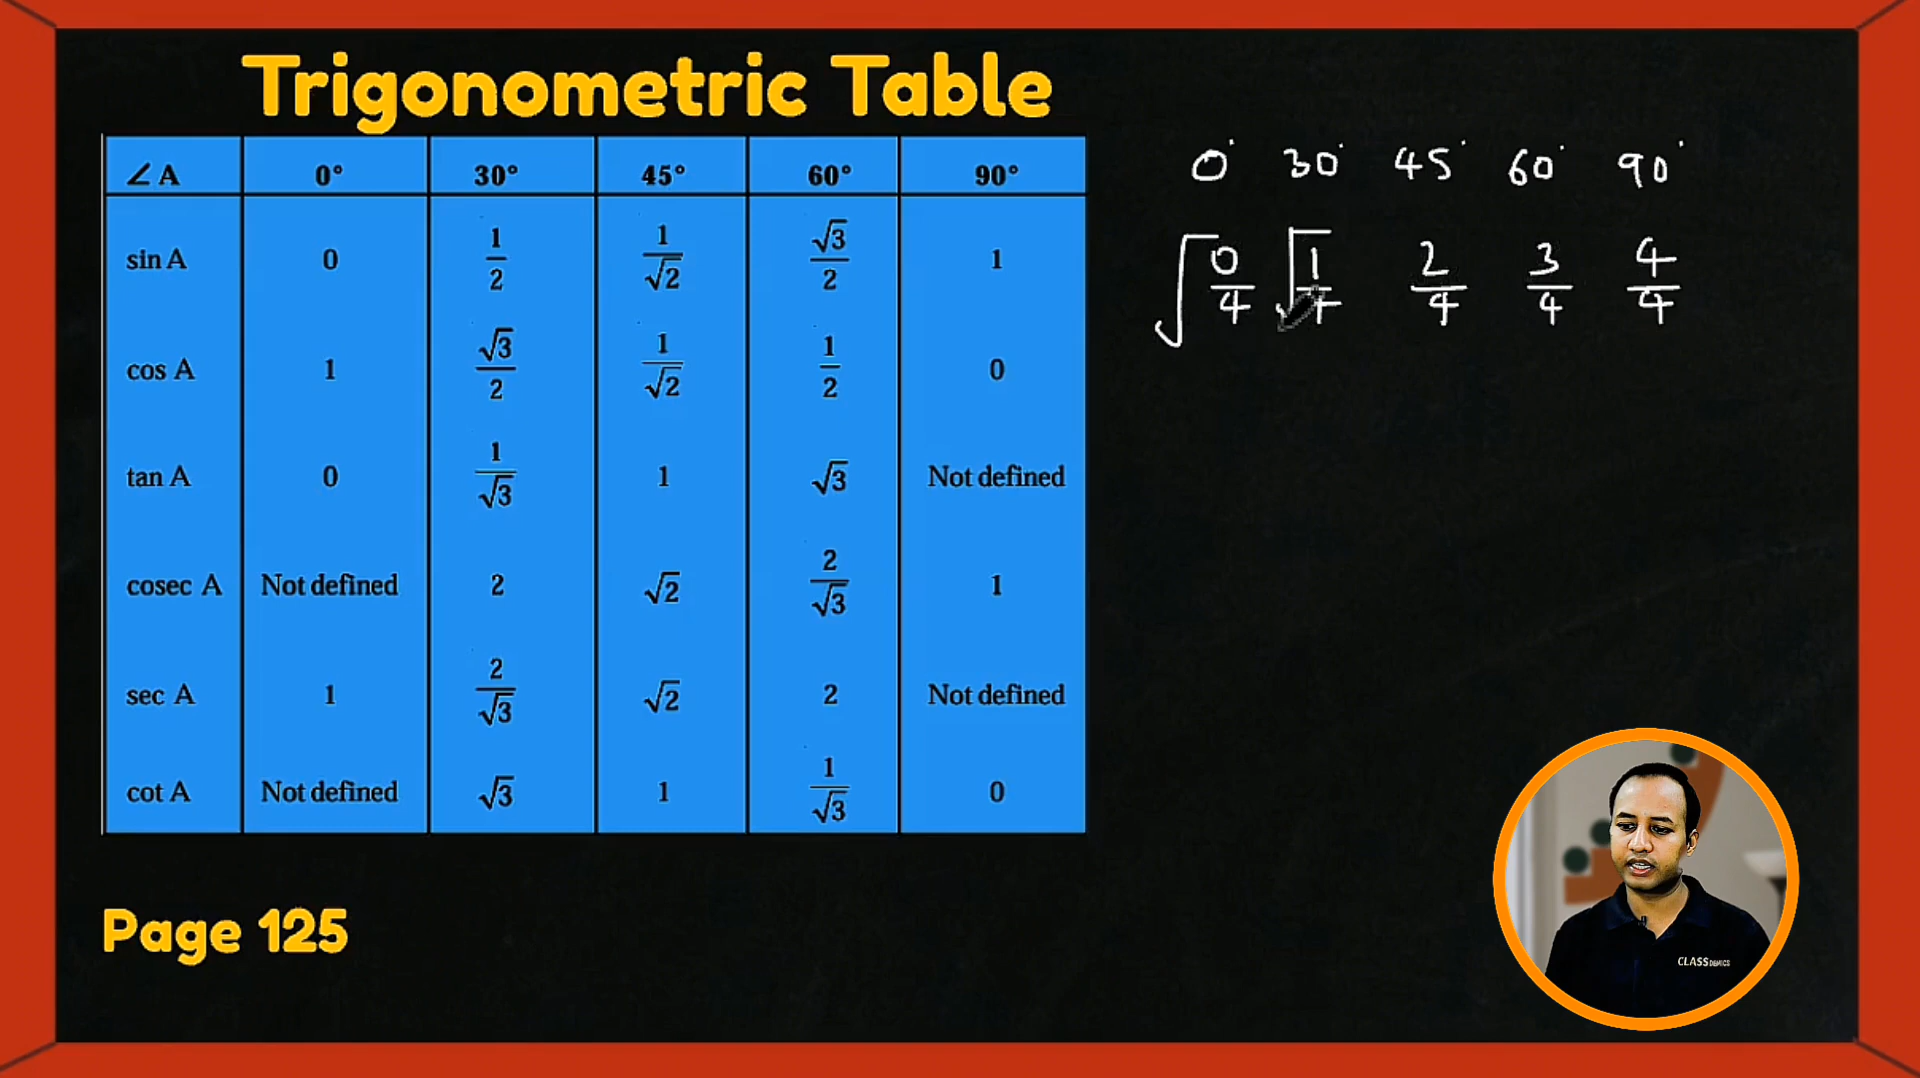 Trigonometric Table
∠A 0° 30° 45° 60° 90°
sin A 0 1/2 1/√2 √3/2 1
cos A 1 √3/2 1/√2 1/2 0
tan A 0 1/√3 1 √3 Not defined
cosec A Not defined 2 √2 2/√3 1
sec A 1 2/√3 √2 2 Not defined
cot A Not defined √3 1 1/√3 0
Page 125
0° 30° 45° 60° 90°
√0/4 √1/4 2/4 3/4 4/4
CLASSDEMICS